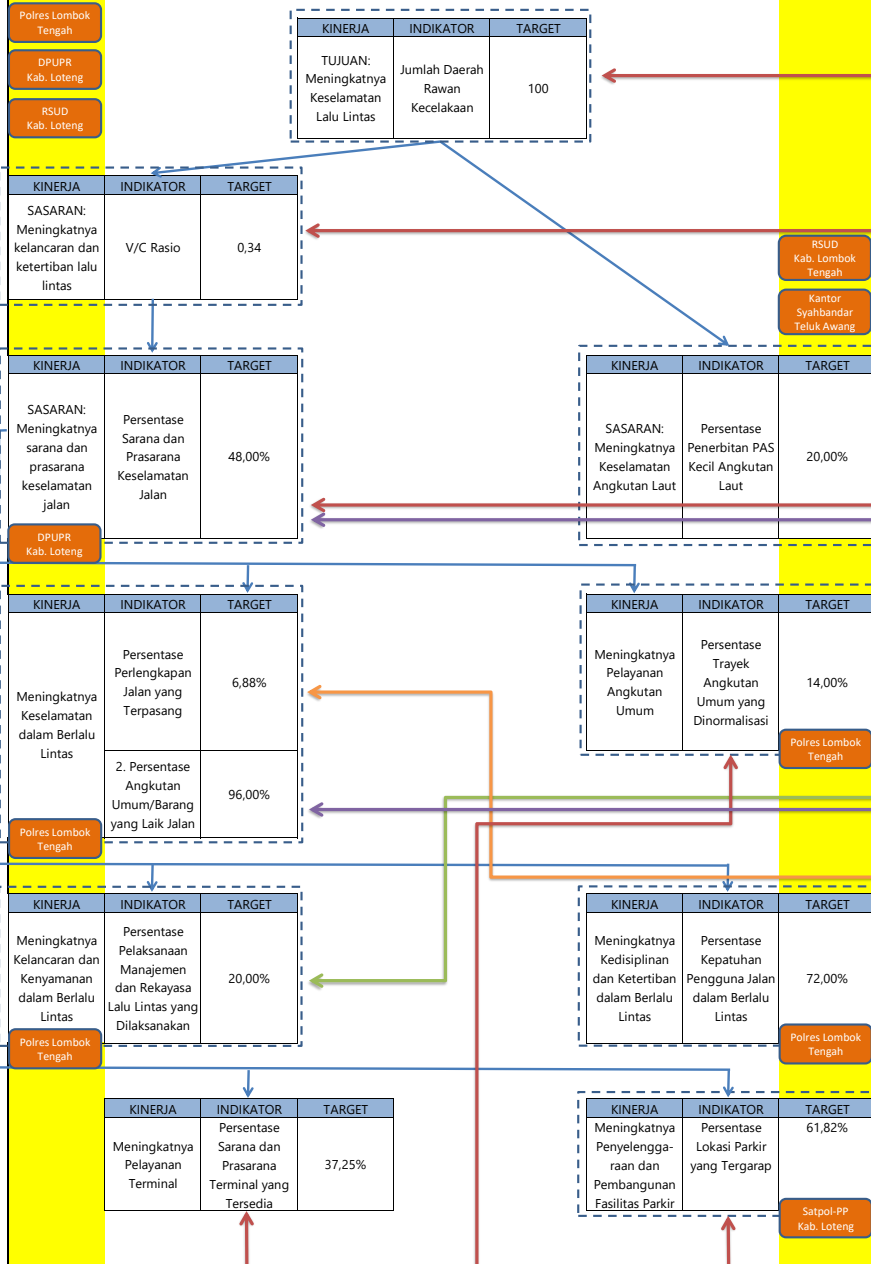 Polres Lombok
Tengah
DPUPR
Kab. Loteng
RSUD
Kab. Loteng
KINERJA INDIKATOR TARGET
TUJUAN:
Meningkatnya
Keselamatan
Lalu Lintas
Jumlah Daerah
Rawan
Kecelakaan
100
KINERJA INDIKATOR TARGET
SASARAN:
Meningkatnya
kelancaran dan
ketertiban lalu
lintas
V/C Rasio
0,34
RSUD
Kab. Lombok
Tengah
Kantor
Syahbandar
Teluk Awang
KINERJA INDIKATOR TARGET
SASARAN:
Meningkatnya
sarana dan
prasarana
keselamatan
jalan
Persentase
Sarana dan
Prasarana
Keselamatan
Jalan
48,00%
DPUPR
Kab. Loteng
KINERJA INDIKATOR TARGET
SASARAN:
Meningkatnya
Keselamatan
Angkutan Laut
Persentase
Penerbitan PAS
Kecil Angkutan
Laut
20,00%
KINERJA INDIKATOR TARGET
Meningkatnya
Keselamatan
dalam Berlalu
Lintas
Persentase
Perlengkapan
Jalan yang
Terpasang
6,88%
2. Persentase
Angkutan
Umum/Barang
yang Laik Jalan
96,00%
Polres Lombok
Tengah
KINERJA INDIKATOR TARGET
Meningkatnya
Pelayanan
Angkutan
Umum
Persentase
Trayek
Angkutan
Umum yang
Dinormalisasi
14,00%
Polres Lombok
Tengah
KINERJA INDIKATOR TARGET
Meningkatnya
Kelancaran dan
Kenyamanan
dalam Berlalu
Lintas
Persentase
Pelaksanaan
Manajemen
dan Rekayasa
Lalu Lintas yang
Dilaksanakan
20,00%
Polres Lombok
Tengah
KINERJA INDIKATOR TARGET
Meningkatnya
Kedisiplinan
dan Ketertiban
dalam Berlalu
Lintas
Persentase
Kepatuhan
Pengguna Jalan
dalam Berlalu
Lintas
72,00%
Polres Lombok
Tengah
KINERJA INDIKATOR TARGET
Meningkatnya
Pelayanan
Terminal
Persentase
Sarana dan
Prasarana
Terminal yang
Tersedia
37,25%
KINERJA INDIKATOR TARGET
Meningkatnya
Penyelengga-
raan dan
Pembangunan
Fasilitas Parkir
Persentase
Lokasi Parkir
yang Tergarap
61,82%
Satpol-PP
Kab. Loteng